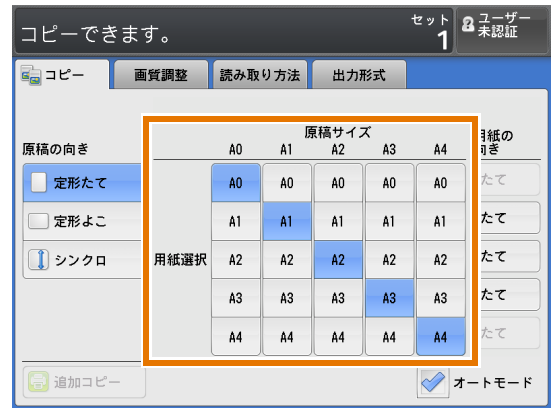 コピーできます。
セット
1
ユーザー
未認証
コピー
画質調整
読み取り方法
出力形式
原稿の向き
定形たて
定形よこ
シンクロ
原稿サイズ
A0 A1 A2 A3 A4
用紙選択
A0 A0 A0 A0 A0
A1 A1 A1 A1 A1
A2 A2 A2 A2 A2
A3 A3 A3 A3 A3
A4 A4 A4 A4 A4
用紙の
向き
たて
たて
たて
たて
たて
追加コピー
オートモード